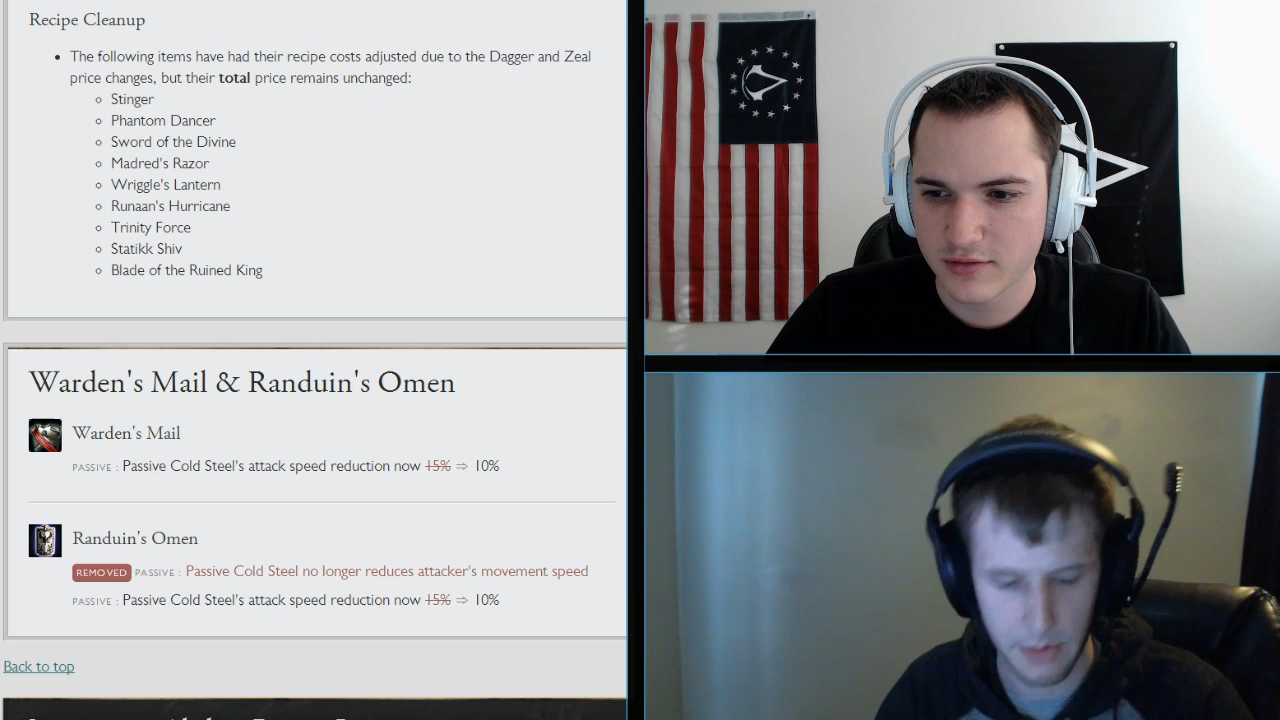 Recipe Cleanup
The following items have had their recipe costs adjusted due to the Dagger and Zeal
price changes, but their total price remains unchanged:
Stinger
Phantom Dancer
Sword of the Divine
Madred's Razor
Wriggle's Lantern
Runaan's Hurricane
Trinity Force
Statikk Shiv
Blade of the Ruined King
Warden's Mail & Randuin's Omen
Warden's Mail
PASSIVE : Passive Cold Steel's attack speed reduction now 15% ⇒ 10%
Randuin's Omen
REMOVED PASSIVE : Passive Cold Steel no longer reduces attacker's movement speed
PASSIVE : Passive Cold Steel's attack speed reduction now 15% ⇒ 10%
Back to top